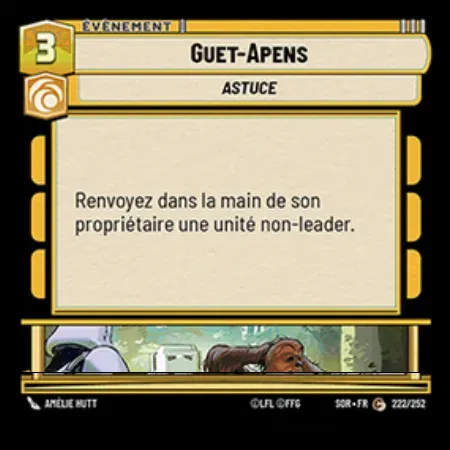 ÉVÉNEMENT
3
GUET-APENS
ASTUCE
Renvoyez dans la main de son
propriétaire une unité non-leader.
AMÉLIE HUTT
©LFL ©FFG
SOR • FR C 222/252